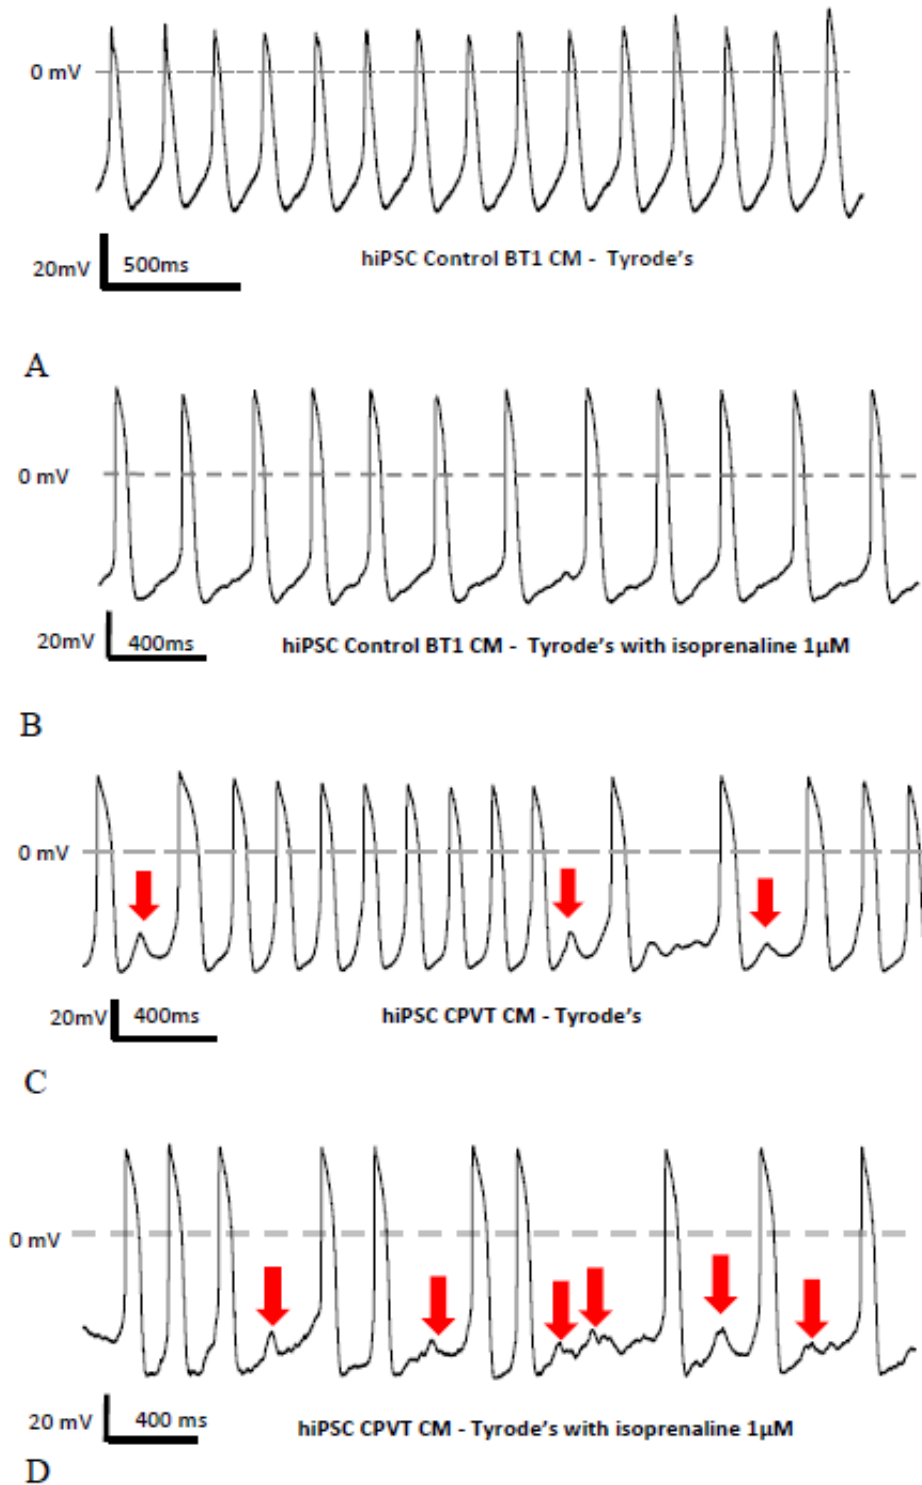 0 mV
20mV
500ms
hiPSC Control BT1 CM - Tyrode's
A
0 mV
20mV
400ms
hiPSC Control BT1 CM - Tyrode's with isoprenaline 1µM
B
0 mV
20mV
400ms
hiPSC CPVT CM - Tyrode's
C
0 mV
20 mV
400 ms
hiPSC CPVT CM - Tyrode's with isoprenaline 1µM
D